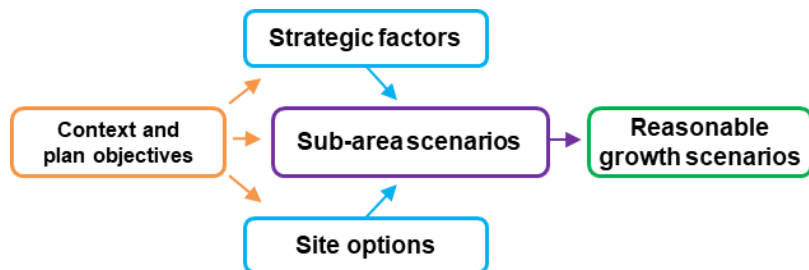 Strategic factors
Context and
plan objectives
Sub-area scenarios
Reasonable
growth scenarios
Site options